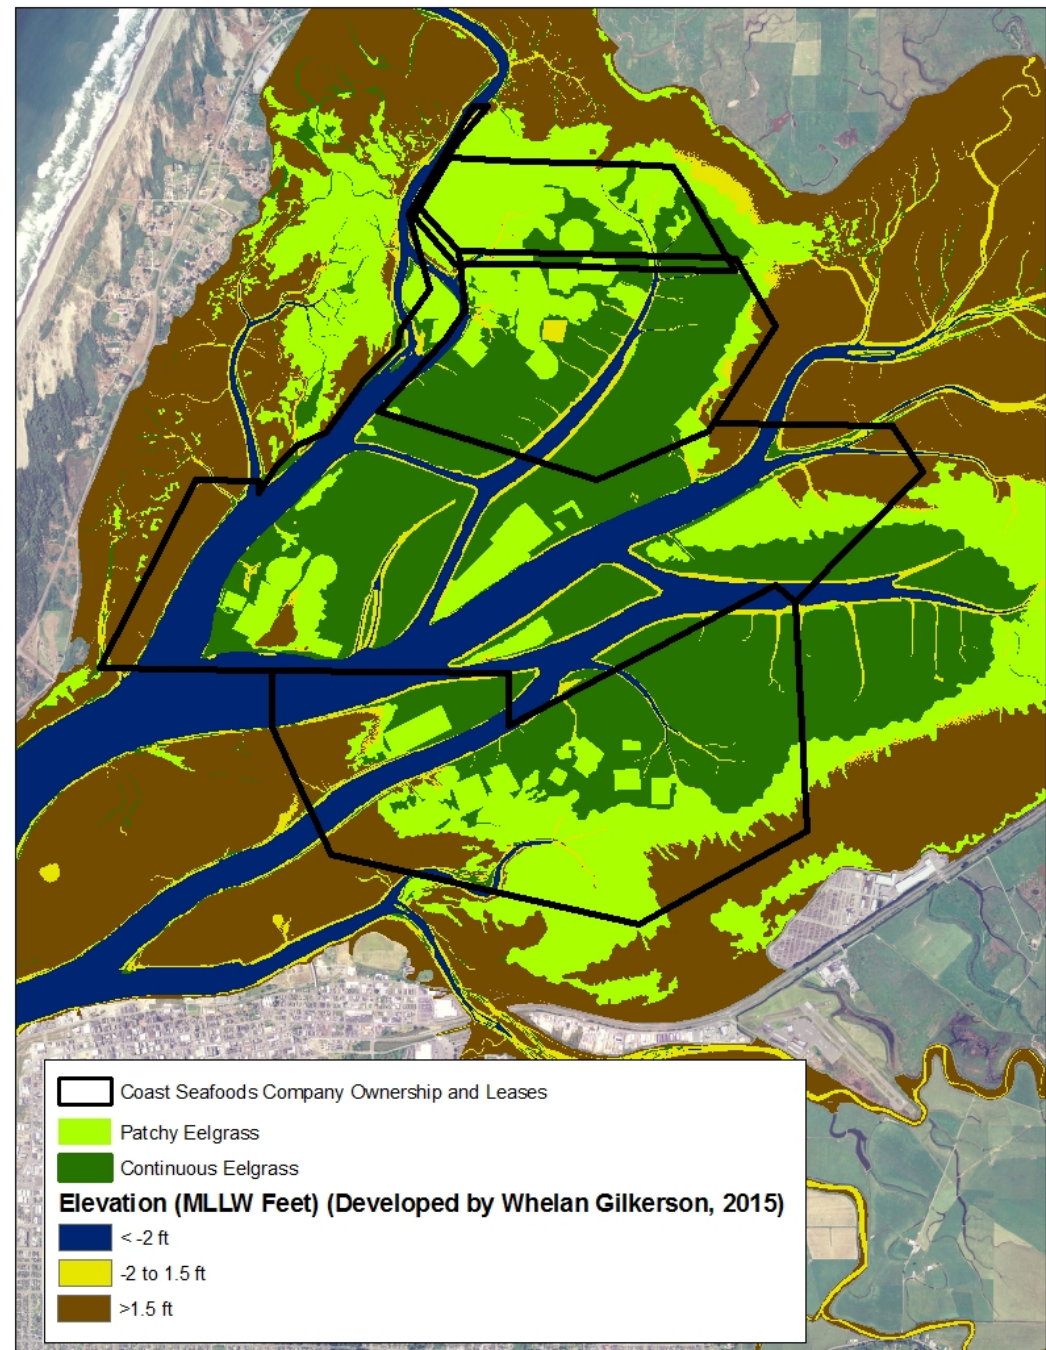 Coast Seafoods Company Ownership and Leases
Patchy Eelgrass
Continuous Eelgrass
Elevation (MLLW Feet) (Developed by Whelan Gilkerson, 2015)
< -2 ft
-2 to 1.5 ft
>1.5 ft